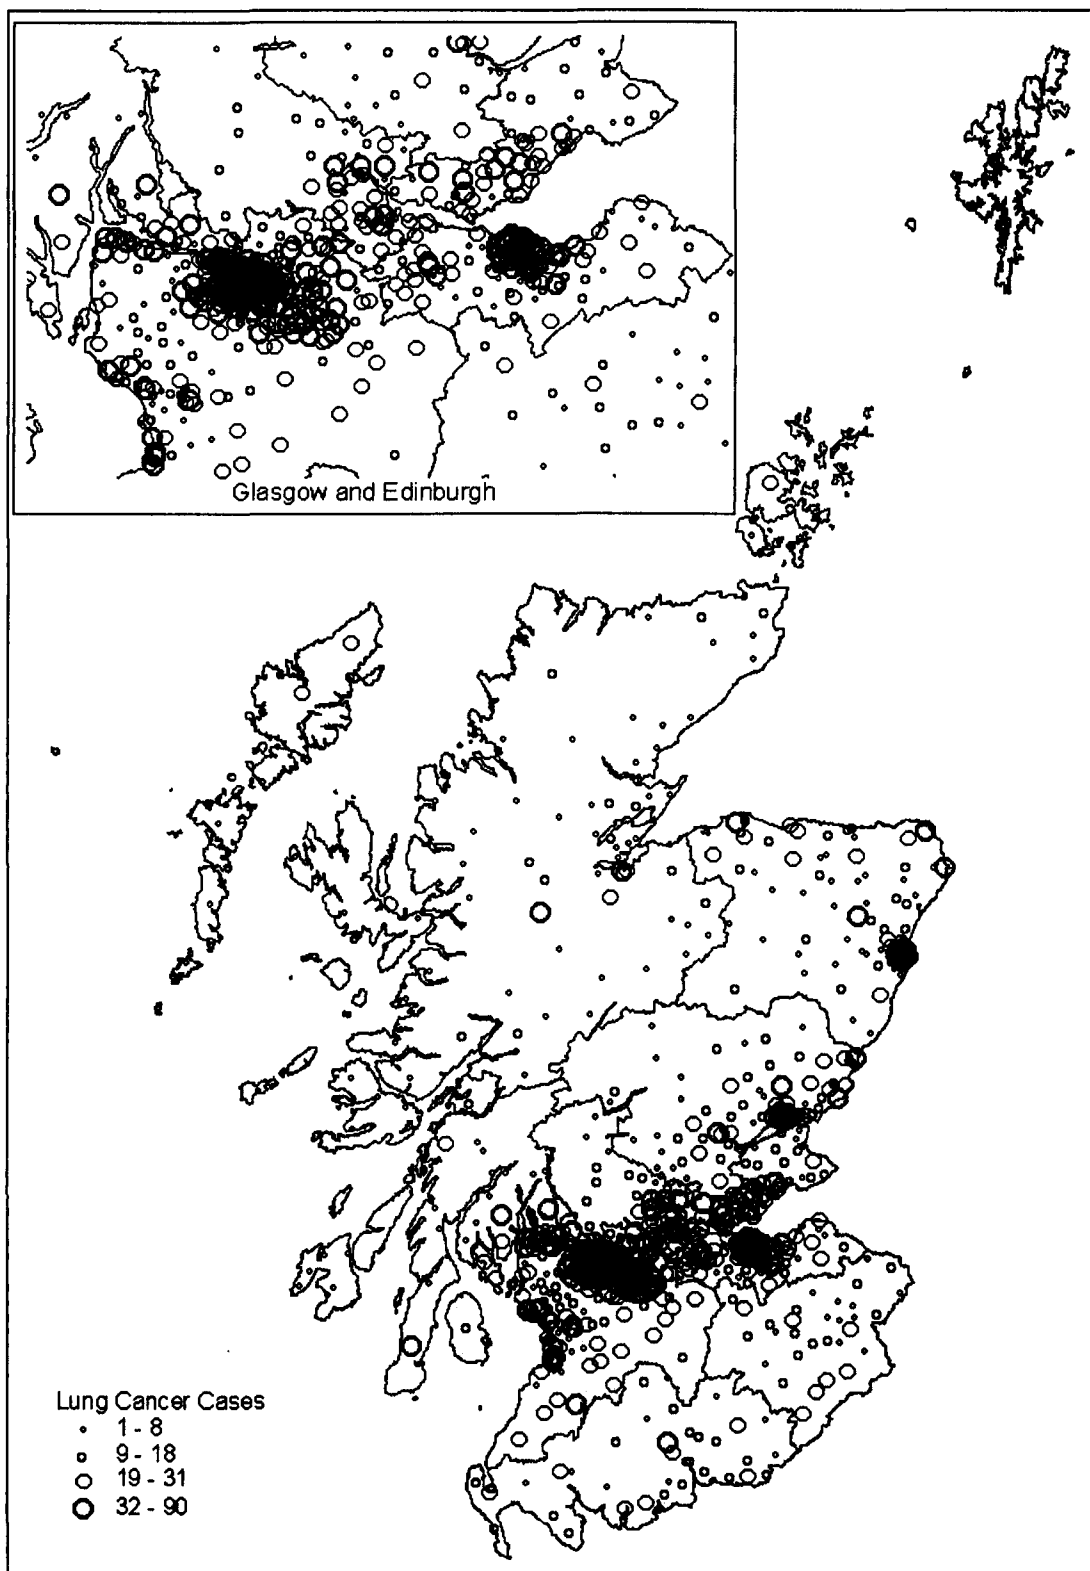 Glasgow and Edinburgh
Lung Cancer Cases
1 - 8
9 - 18
19 - 31
32 - 90